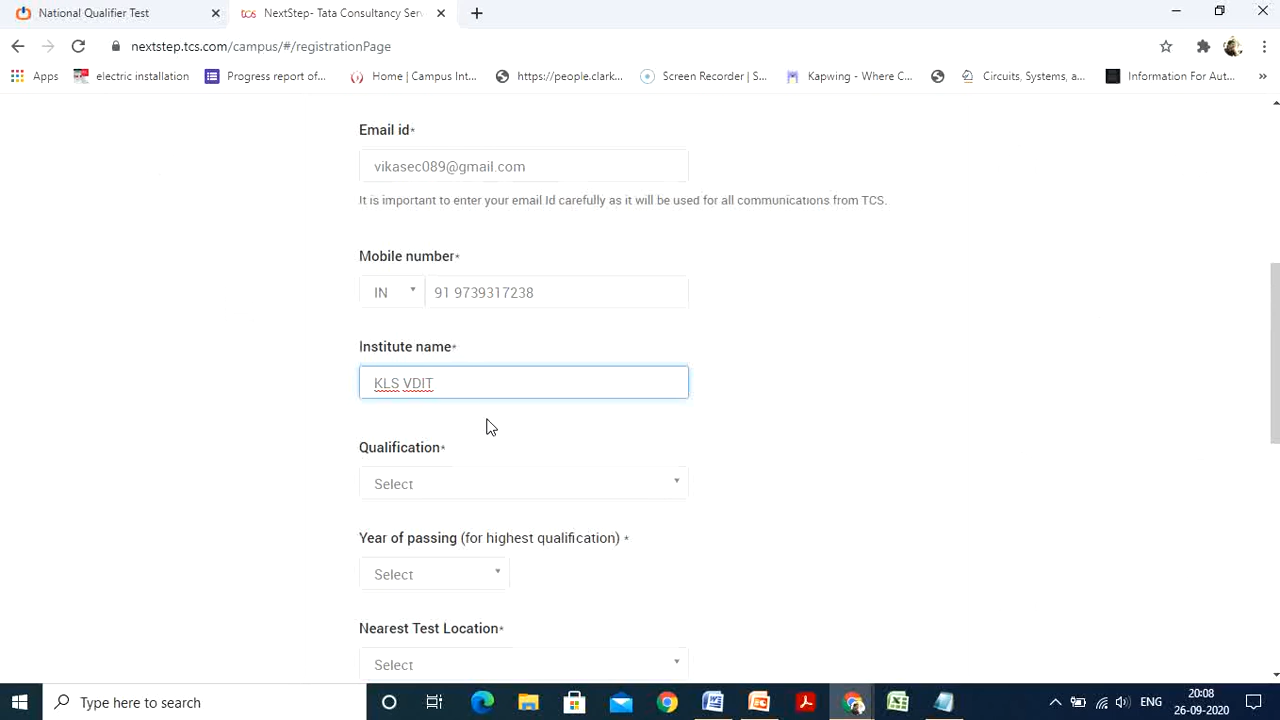 National Qualifier Test
tcs NextStep- Tata Consultancy Serv
nextstep.tcs.com/campus/#/registrationPage
Apps electric installation Progress report of... Home | Campus Int... https://people.clark... Screen Recorder | S... Kapwing - Where C... Circuits, Systems, a... Information For Aut... »
Email id*
vikasec089@gmail.com
It is important to enter your email Id carefully as it will be used for all communications from TCS.
Mobile number*
IN 91 9739317238
Institute name*
KLS VDIT
Qualification*
Select
Year of passing (for highest qualification) *
Select
Nearest Test Location*
Select
Type here to search
ENG 20:08
26-09-2020